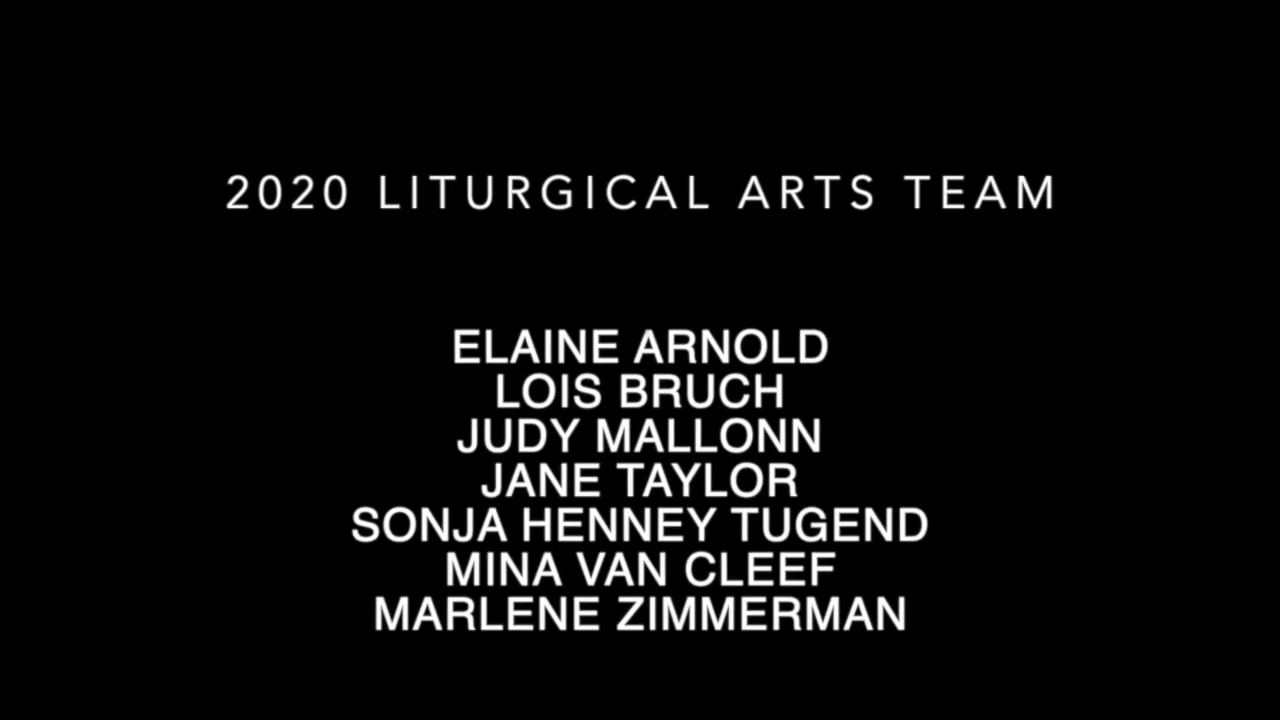 2020 LITURGICAL ARTS TEAM
ELAINE ARNOLD
LOIS BRUCH
JUDY MALLONN
JANE TAYLOR
SONJA HENNEY TUGEND
MINA VAN CLEEF
MARLENE ZIMMERMAN